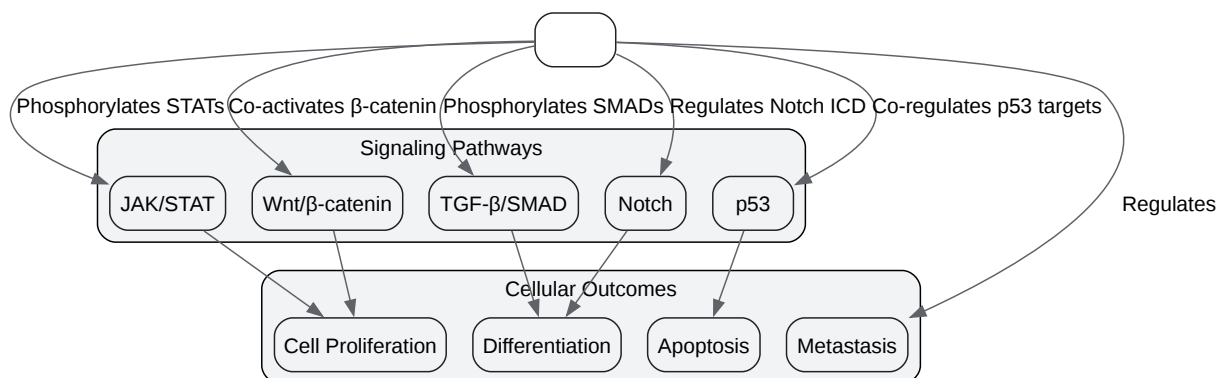 Phosphorylates STATs
Co-activates β-catenin
Phosphorylates SMADs
Regulates Notch ICD
Co-regulates p53 targets
Signaling Pathways
JAK/STAT
Wnt/β-catenin
TGF-β/SMAD
Notch
p53
Regulates
Cellular Outcomes
Cell Proliferation
Differentiation
Apoptosis
Metastasis